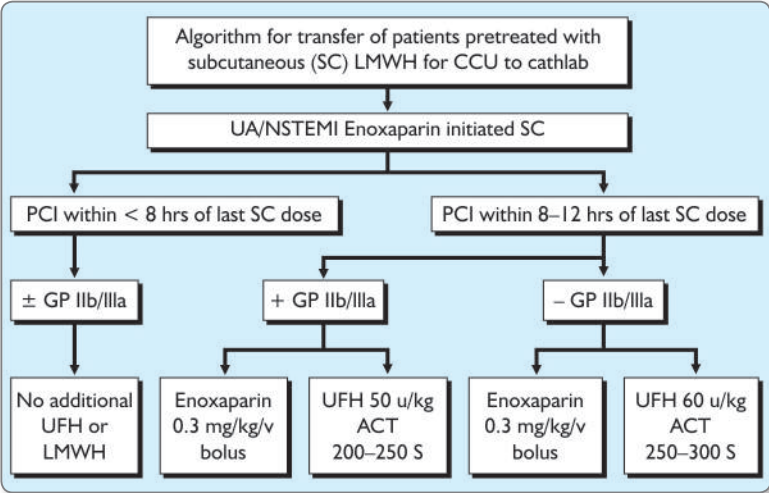 Algorithm for transfer of patients pretreated with
subcutaneous (SC) LMWH for CCU to cathlab
UA/NSTEMI Enoxaparin initiated SC
PCI within < 8 hrs of last SC dose
PCI within 8–12 hrs of last SC dose
± GP IIb/IIIa
+ GP IIb/IIIa
– GP IIb/IIIa
No additional
UFH or
LMWH
Enoxaparin
0.3 mg/kg/v
bolus
UFH 50 u/kg
ACT
200–250 S
Enoxaparin
0.3 mg/kg/v
bolus
UFH 60 u/kg
ACT
250–300 S